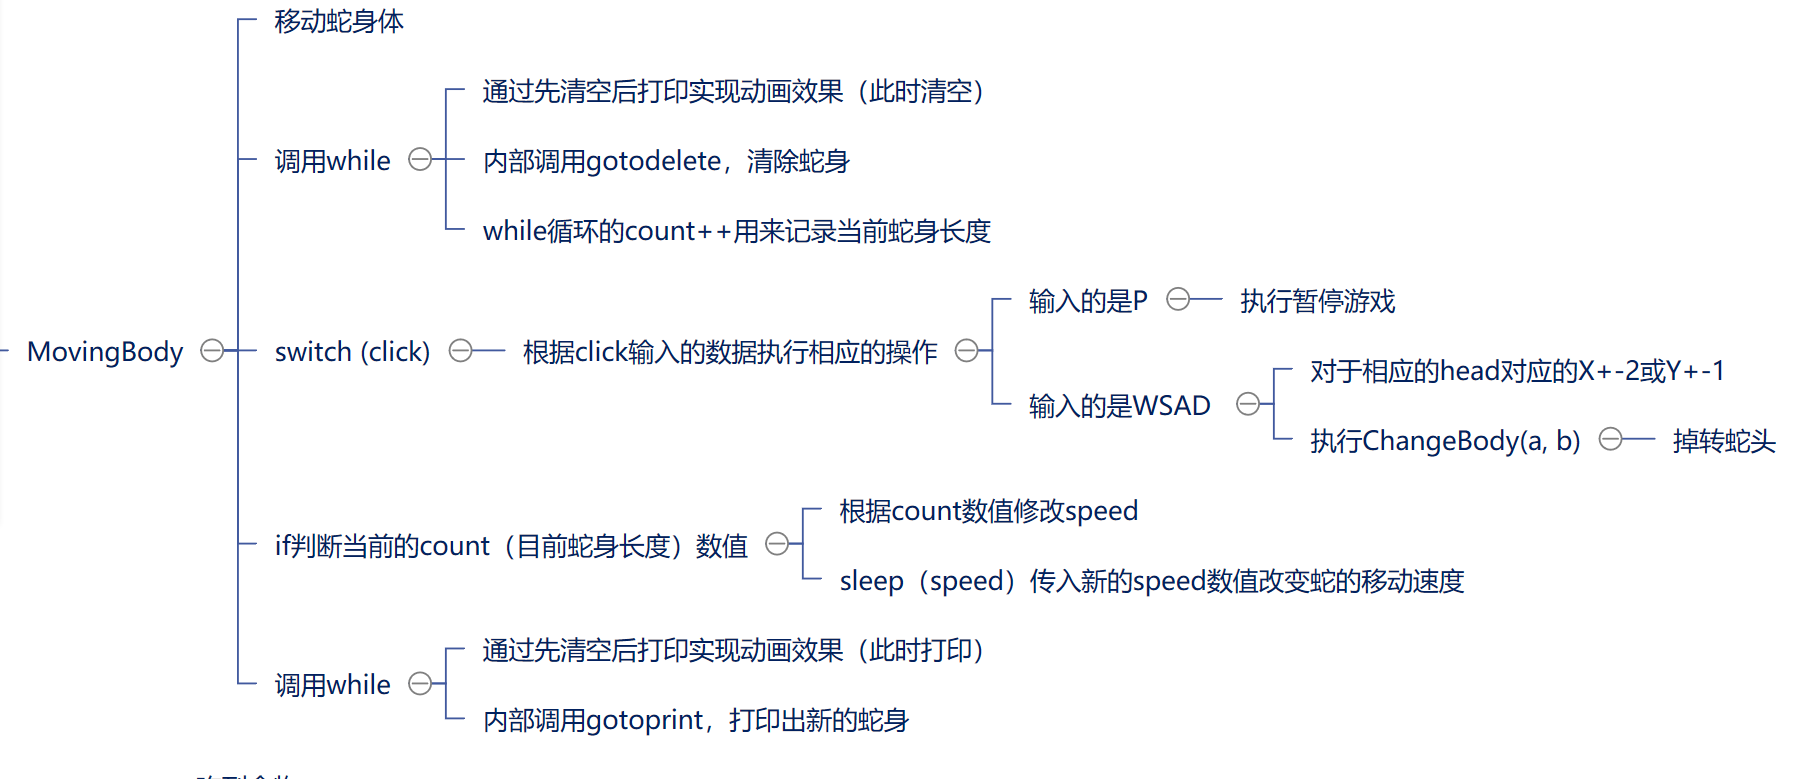 移动蛇身体
通过先清空后打印实现动画效果（此时清空）
调用while
内部调用gotodelete，清除蛇身
while循环的count++用来记录当前蛇身长度
输入的是P
执行暂停游戏
MovingBody
switch (click)
根据click输入的数据执行相应的操作
对于相应的head对应的X+-2或Y+-1
输入的是WSAD
执行ChangeBody(a, b)
掉转蛇头
根据count数值修改speed
if判断当前的count（目前蛇身长度）数值
sleep（speed）传入新的speed数值改变蛇的移动速度
通过先清空后打印实现动画效果（此时打印）
调用while
内部调用gotoprint，打印出新的蛇身